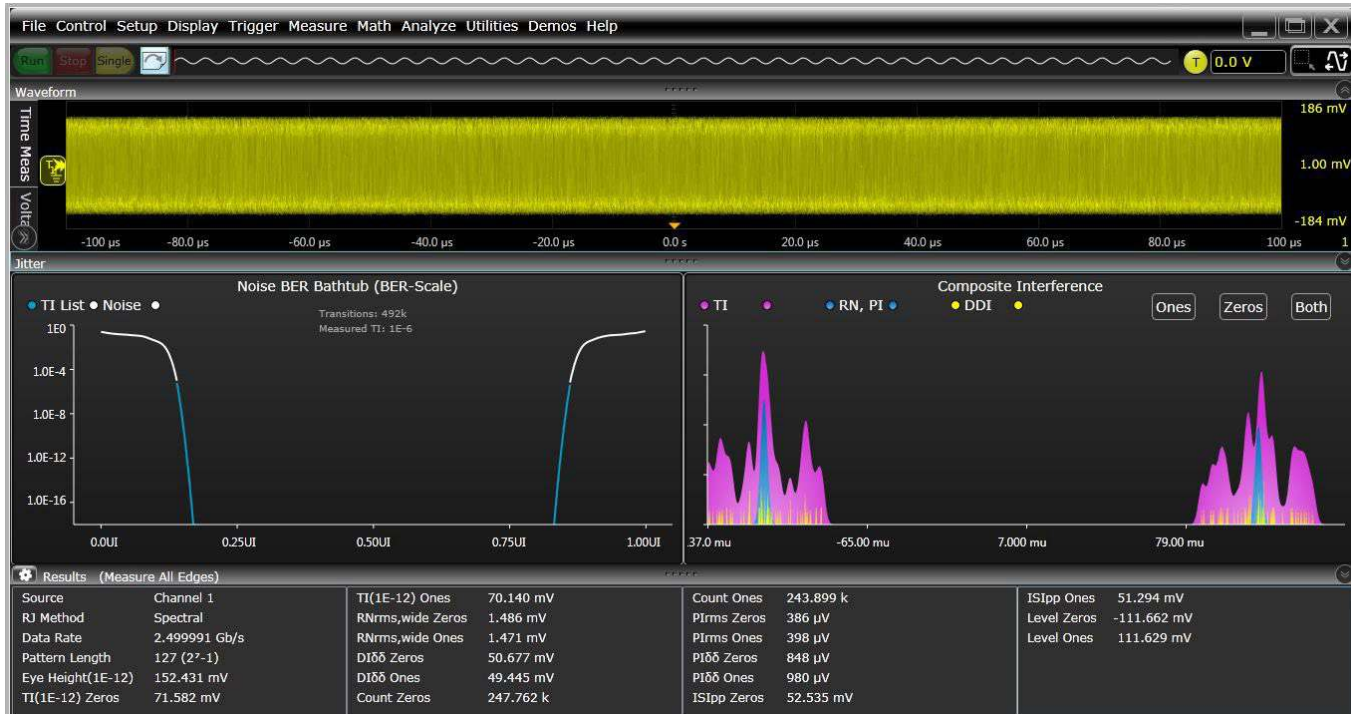 File Control Setup Display Trigger Measure Math Analyze Utilities Demos Help
Run Stop Single T 0.0 V
Waveform
Time Meas
Volta
186 mV
1.00 mV
-184 mV
-100 µs -80.0 µs -60.0 µs -40.0 µs -20.0 µs 0.0 s 20.0 µs 40.0 µs 60.0 µs 80.0 µs 100 µs 1
Jitter
Noise BER Bathtub (BER-Scale)
TI List Noise
Transitions: 492k
Measured TI: 1E-6
1E0
1.0E-4
1.0E-8
1.0E-12
1.0E-16
0.0UI 0.25UI 0.50UI 0.75UI 1.00UI
Composite Interference
TI RN, PI DDI Ones Zeros Both
37.0 mu -65.00 mu 7.000 mu 79.00 mu
Results (Measure All Edges)
Source Channel 1
RJ Method Spectral
Data Rate 2.499991 Gb/s
Pattern Length 127 (2⁷-1)
Eye Height(1E-12) 152.431 mV
TI(1E-12) Zeros 71.582 mV
TI(1E-12) Ones 70.140 mV
RNrms,wide Zeros 1.486 mV
RNrms,wide Ones 1.471 mV
DIδδ Zeros 50.677 mV
DIδδ Ones 49.445 mV
Count Zeros 247.762 k
Count Ones 243.899 k
PIrms Zeros 386 µV
PIrms Ones 398 µV
PIδδ Zeros 848 µV
PIδδ Ones 980 µV
ISIpp Zeros 52.535 mV
ISIpp Ones 51.294 mV
Level Zeros -111.662 mV
Level Ones 111.629 mV